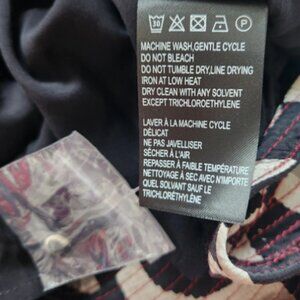 30 P
MACHINE WASH,GENTLE CYCLE
DO NOT BLEACH
DO NOT TUMBLE DRY,LINE DRYING
IRON AT LOW HEAT
DRY CLEAN WITH ANY SOLVENT
EXCEPT TRICHLOROETHYLENE
LAVER À LA MACHINE CYCLE
DÉLICAT
NE PAS JAVELLISER
SÉCHER À L'AIR
REPASSER À FAIBLE TEMPÉRATURE
NETTOYAGE À SEC AVEC N'IMPORTE
QUEL SOLVANT SAUF LE
TRICHLORÉTHYLÈNE